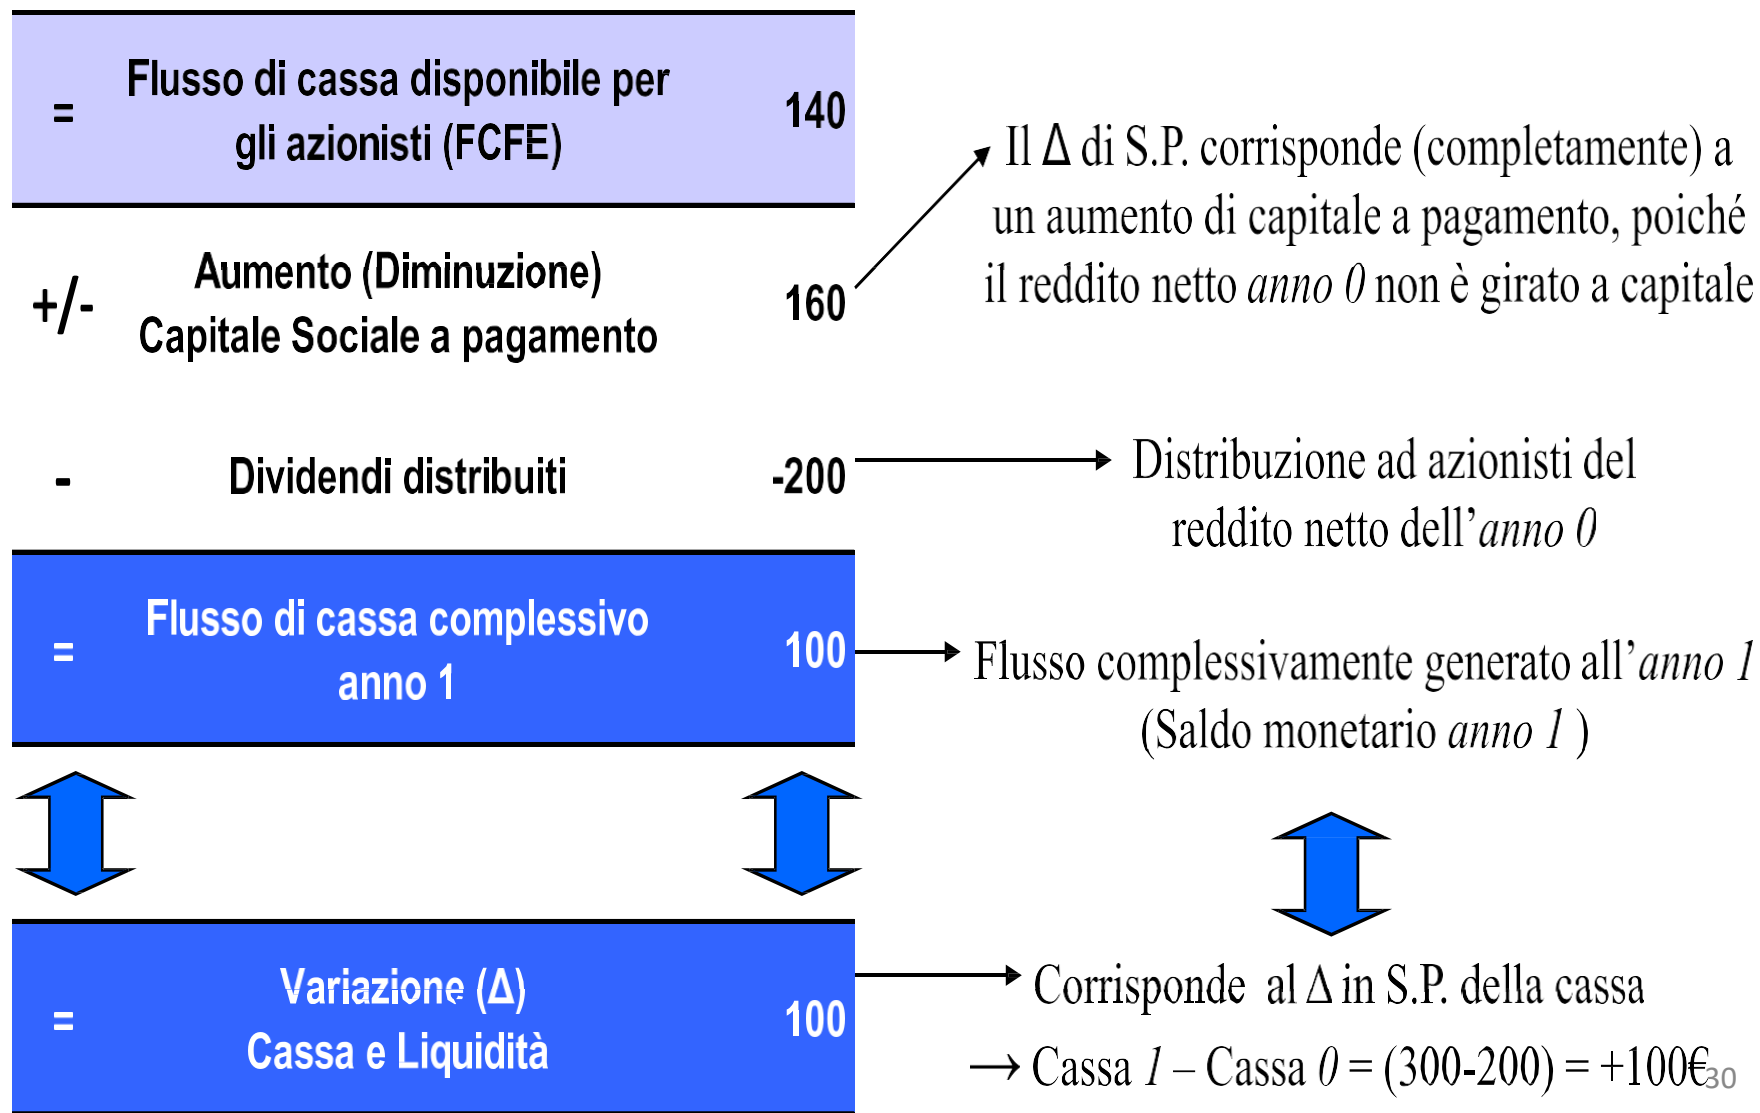 Flusso di cassa disponibile per
= gli azionisti (FCFE) 140
Il Δ di S.P. corrisponde (completamente) a
un aumento di capitale a pagamento, poiché
il reddito netto anno 0 non è girato a capitale
Aumento (Diminuzione)
+/- Capitale Sociale a pagamento 160
- Dividendi distribuiti -200
Distribuzione ad azionisti del
reddito netto dell’anno 0
Flusso di cassa complessivo
= anno 1 100
Flusso complessivamente generato all’anno 1
(Saldo monetario anno 1 )
Variazione (Δ)
= Cassa e Liquidità 100
Corrisponde al Δ in S.P. della cassa
→ Cassa 1 – Cassa 0 = (300-200) = +100€
30